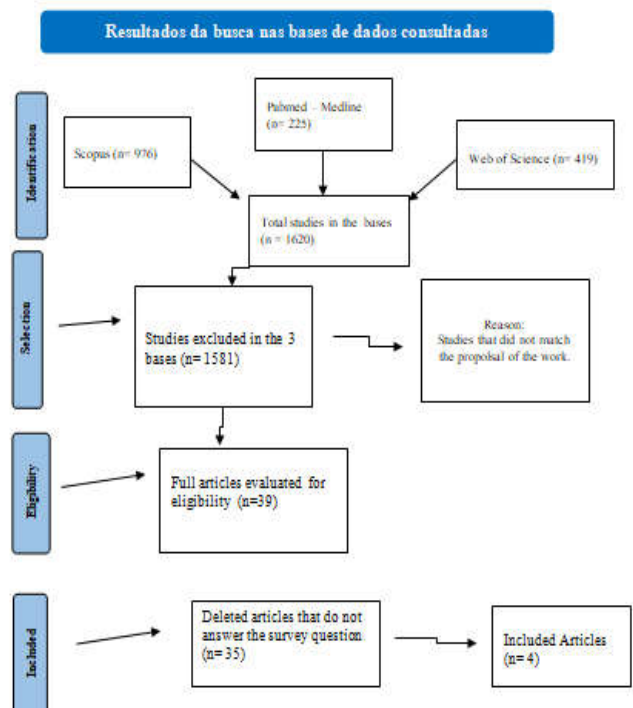 Resultados da busca nas bases de dados consultadas
Identification
Pubmed – Medline
(n= 225)
Scopus (n= 976)
Web of Science (n= 419)
Total studies in the bases
(n = 1620)
Selection
Studies excluded in the 3
bases (n= 1581)
Reason:
Studies that did not match
the propolsal of the work.
Eligibility
Full articles evaluated for
eligibility (n=39)
Included
Deleted articles that do not
answer the survey question
(n= 35)
Included Articles
(n= 4)